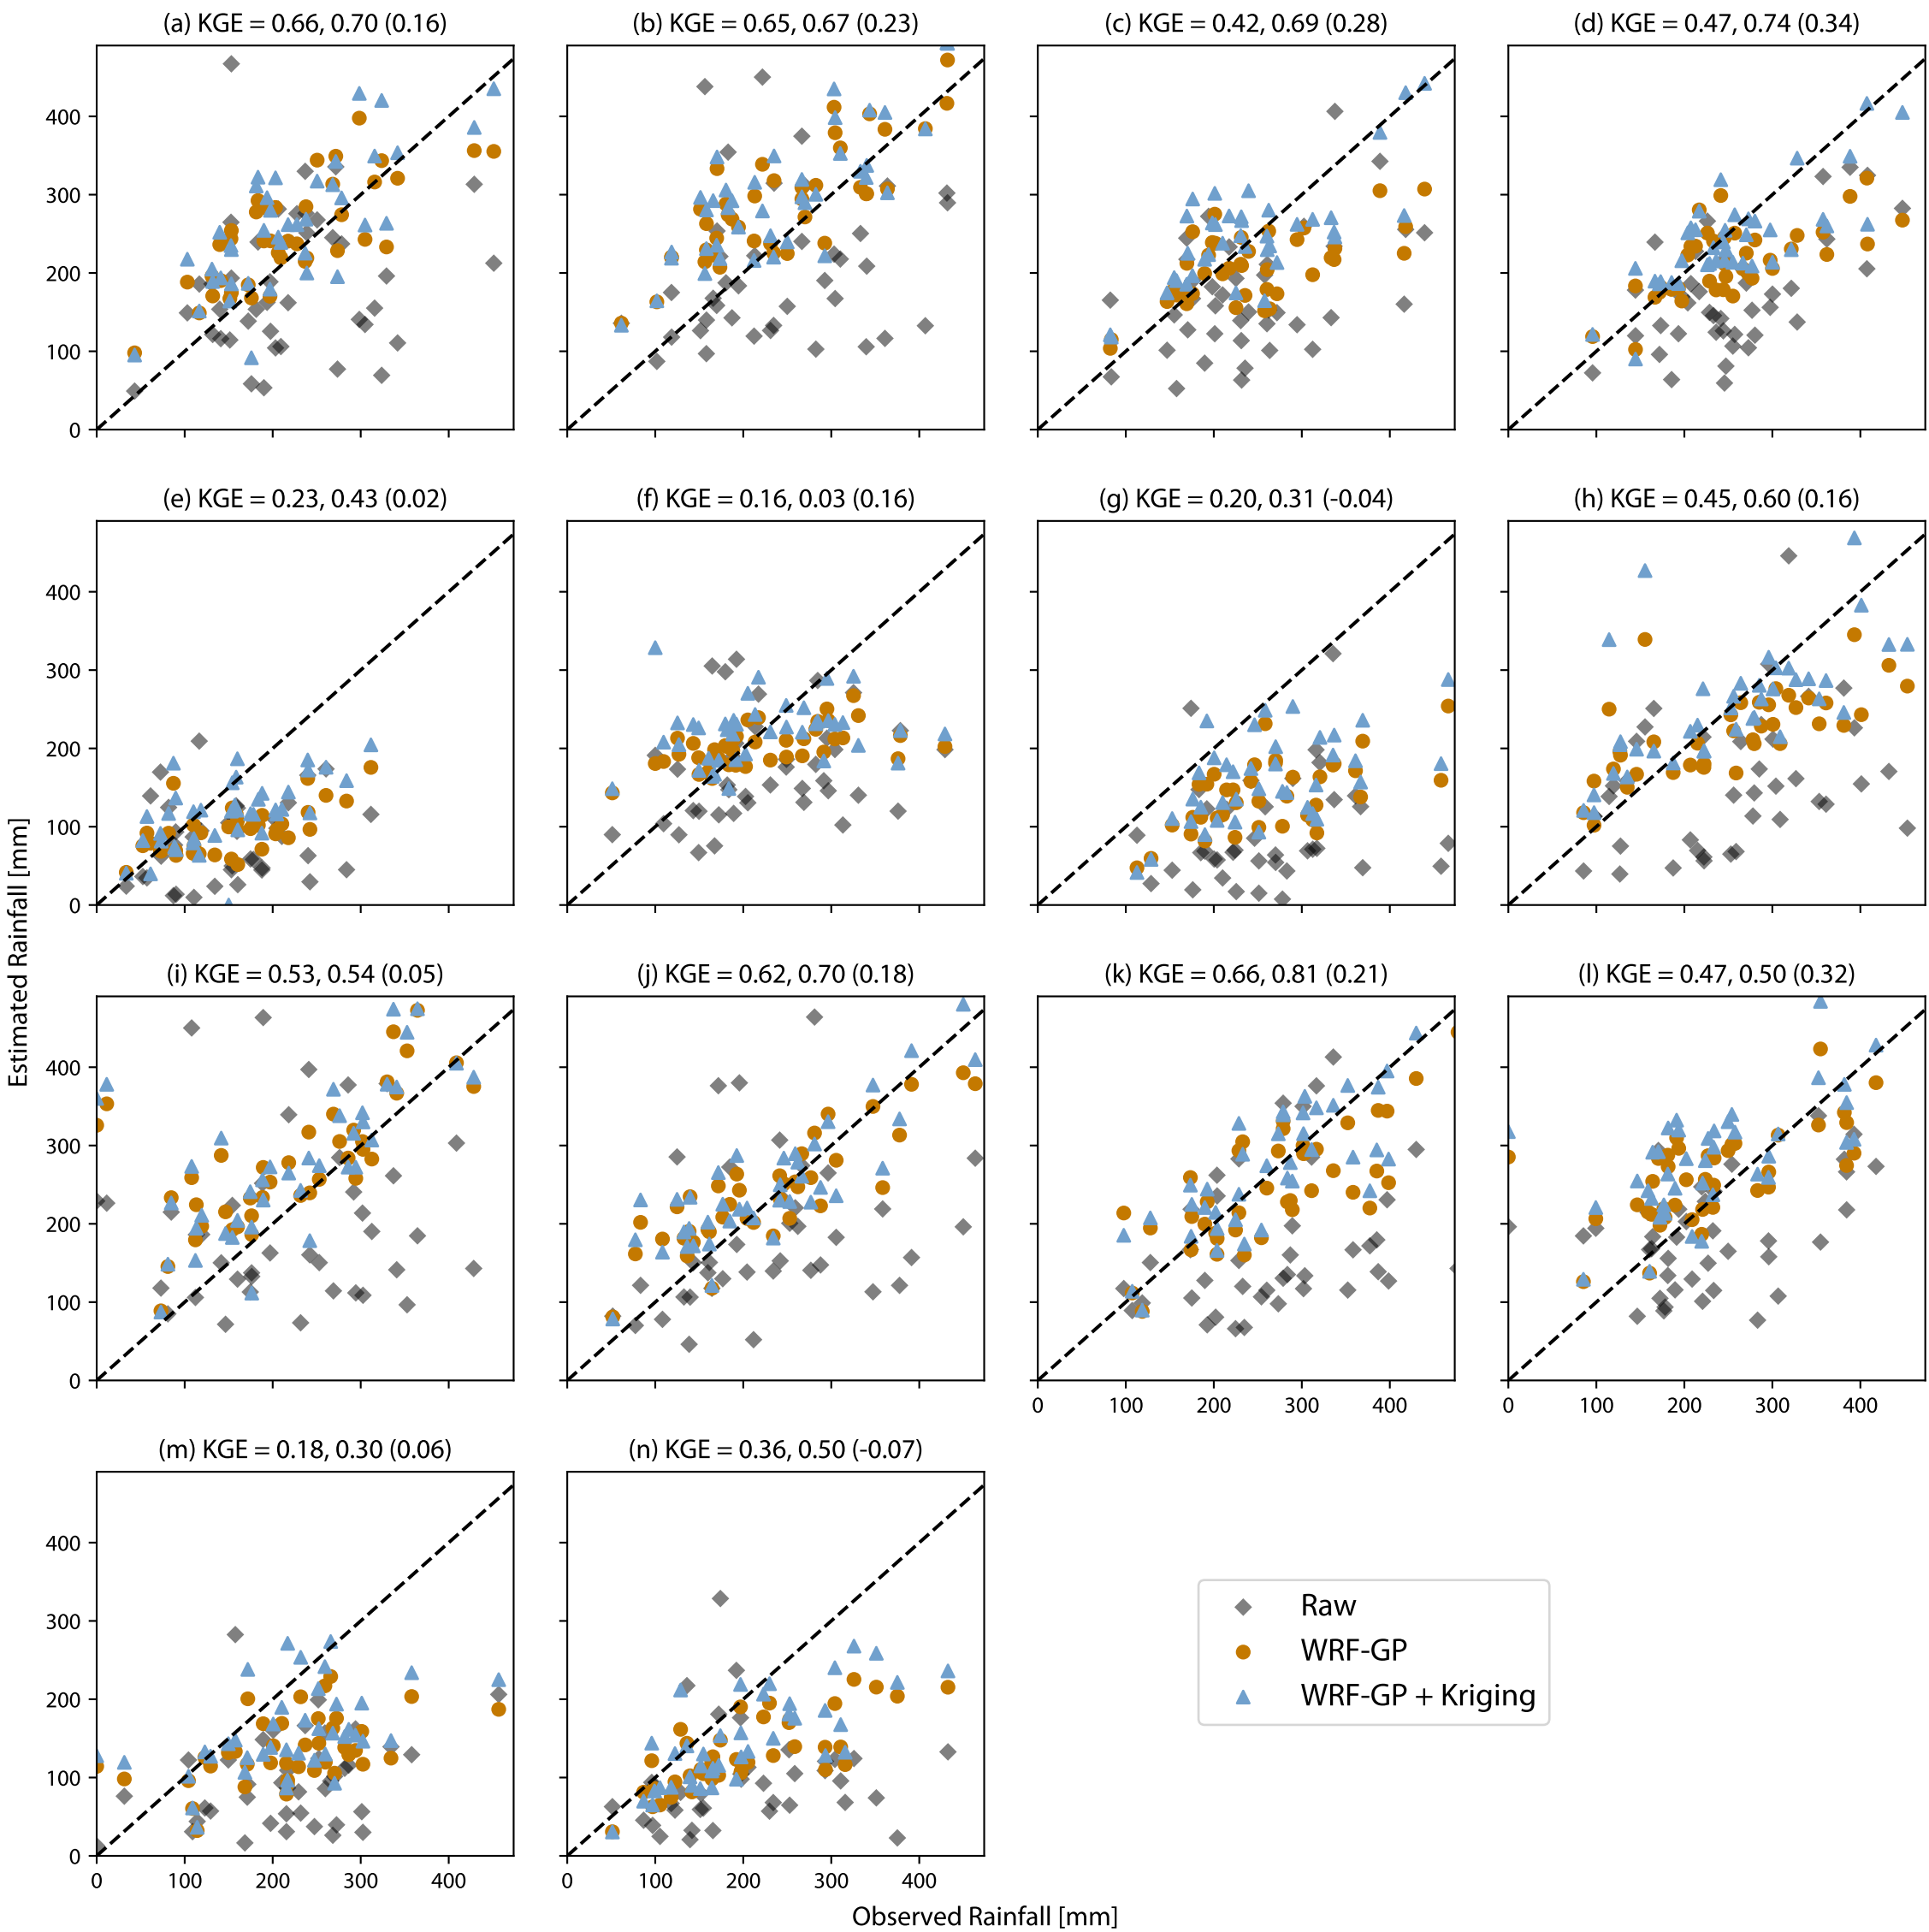 (a) KGE = 0.66, 0.70 (0.16)
(b) KGE = 0.65, 0.67 (0.23)
(c) KGE = 0.42, 0.69 (0.28)
(d) KGE = 0.47, 0.74 (0.34)
400
300
200
100
0
(e) KGE = 0.23, 0.43 (0.02)
(f) KGE = 0.16, 0.03 (0.16)
(g) KGE = 0.20, 0.31 (-0.04)
(h) KGE = 0.45, 0.60 (0.16)
400
300
200
100
0
Estimated Rainfall [mm]
(i) KGE = 0.53, 0.54 (0.05)
(j) KGE = 0.62, 0.70 (0.18)
(k) KGE = 0.66, 0.81 (0.21)
(l) KGE = 0.47, 0.50 (0.32)
400
300
200
100
0
0 100 200 300 400
0 100 200 300 400
(m) KGE = 0.18, 0.30 (0.06)
(n) KGE = 0.36, 0.50 (-0.07)
400
300
200
100
0
0 100 200 300 400
0 100 200 300 400
Raw
WRF-GP
WRF-GP + Kriging
Observed Rainfall [mm]